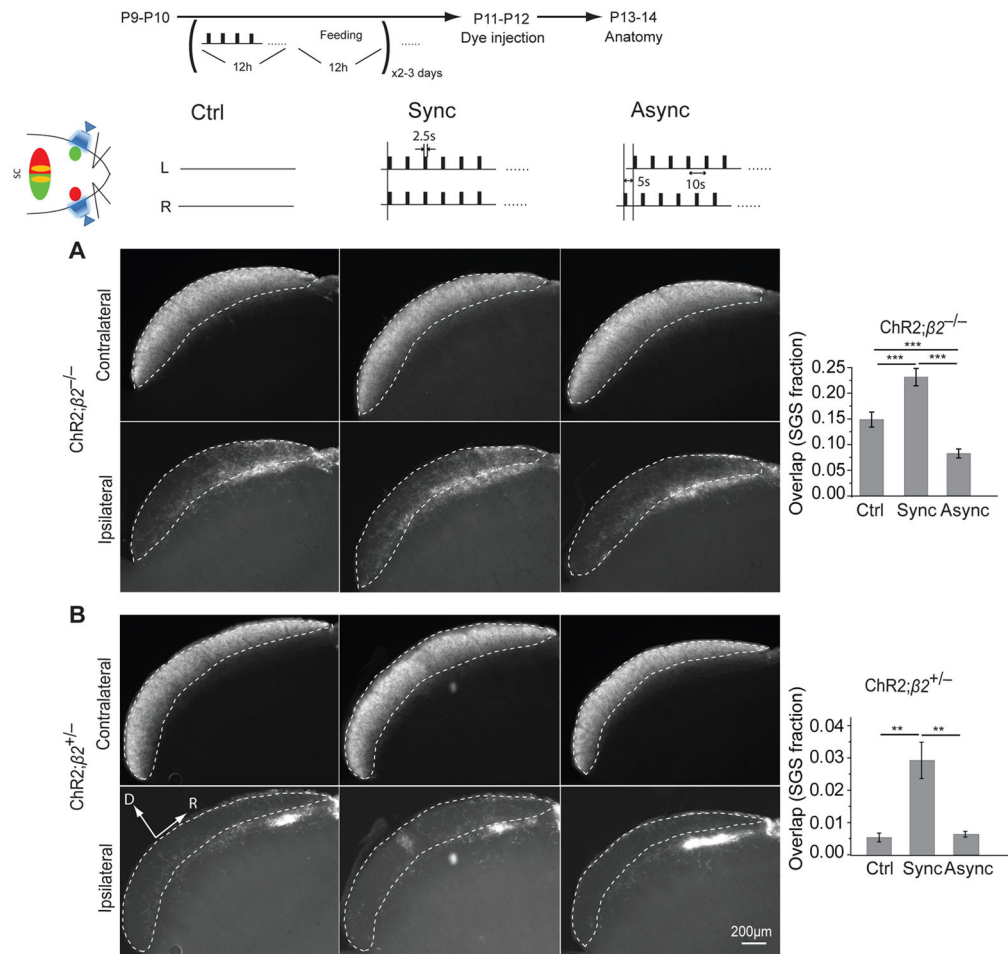 P9-P10
P11-P12
Dye injection
P13-14
Anatomy
......
Feeding
......
12h
12h
x2-3 days
Ctrl
Sync
Async
SC
L
R
2.5s
......
......
5s
10s
......
......
A
Contralateral
Ipsilateral
ChR2;β2−/−
ChR2;β2−/−
***
***
***
Overlap (SGS fraction)
0.25
0.20
0.15
0.10
0.05
0.00
Ctrl
Sync
Async
B
Contralateral
Ipsilateral
ChR2;β2+/−
D
R
200μm
ChR2;β2+/−
**
**
Overlap (SGS fraction)
0.04
0.03
0.02
0.01
0.00
Ctrl
Sync
Async